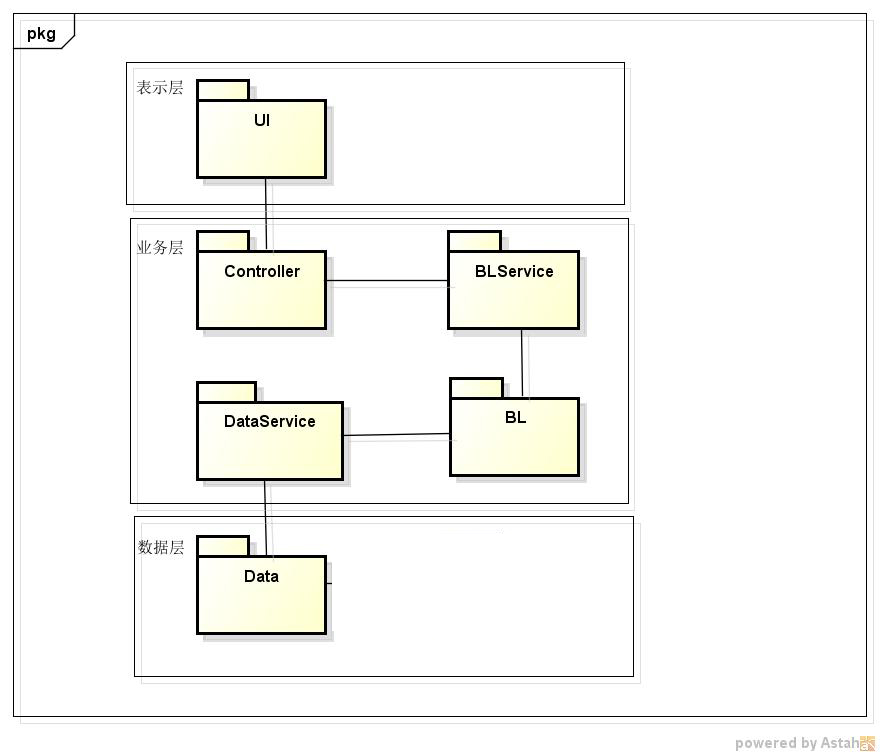 pkg
表示层
UI
业务层
Controller
BLService
DataService
BL
数据层
Data
powered by Astah